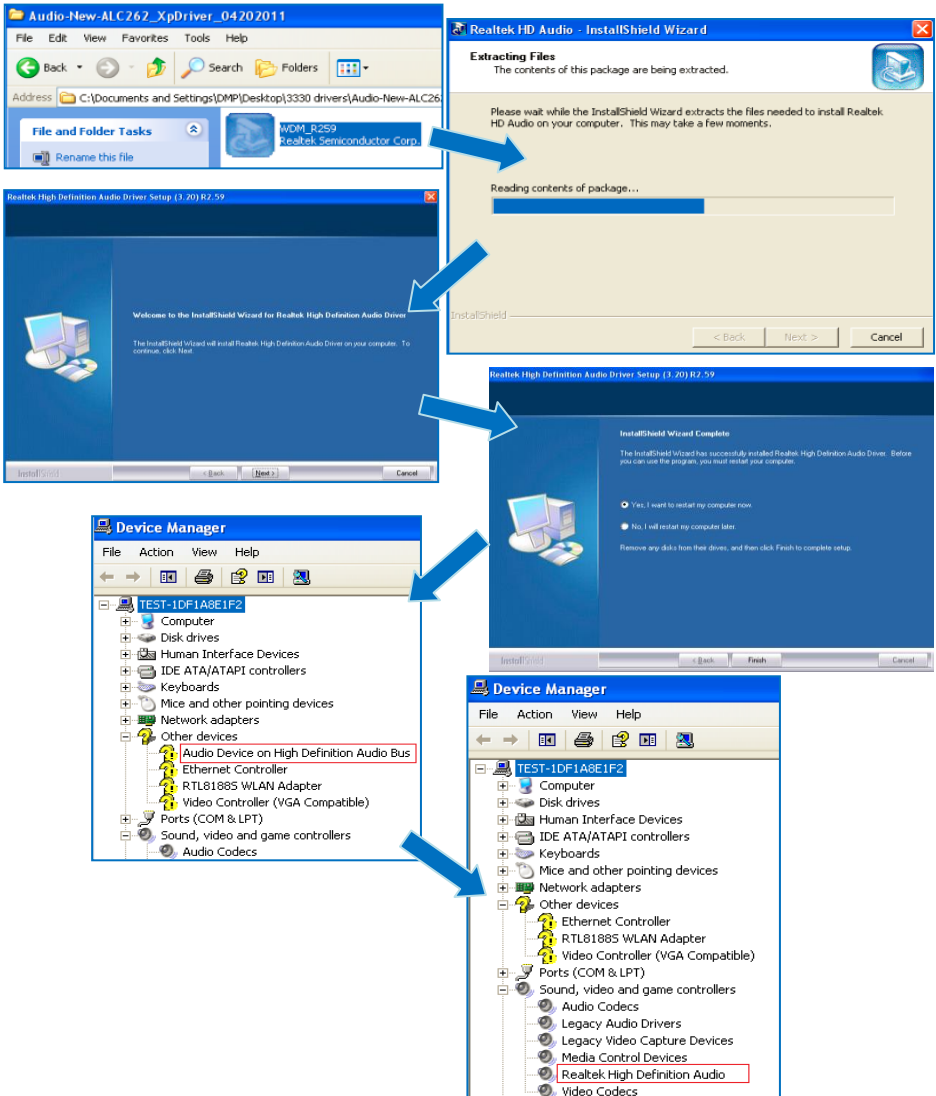 Audio-New-ALC262_XpDriver_04202011
File Edit View Favorites Tools Help
Back Search Folders
Address C:\Documents and Settings\DMP\Desktop\3330 drivers\Audio-New-ALC26
File and Folder Tasks
Rename this file
WDM_R259
Realtek Semiconductor Corp.
Realtek HD Audio - InstallShield Wizard
Extracting Files
The contents of this package are being extracted.
Please wait while the InstallShield Wizard extracts the files needed to install Realtek
HD Audio on your computer. This may take a few moments.
Reading contents of package...
InstallShield
< Back Next > Cancel
Realtek High Definition Audio Driver Setup (3.20) R2.59
Welcome to the InstallShield Wizard for Realtek High Definition Audio Driver
The InstallShield Wizard will install Realtek High Definition Audio Driver on your computer. To
continue, click Next.
InstallShield
< Back Next > Cancel
Realtek High Definition Audio Driver Setup (3.20) R2.59
InstallShield Wizard Complete
The InstallShield Wizard has successfully installed Realtek High Definition Audio Driver. Before
you can use the program, you must restart your computer.
Yes, I want to restart my computer now.
No, I will restart my computer later.
Remove any disks from their drives, and then click Finish to complete setup.
InstallShield
< Back Finish Cancel
Device Manager
File Action View Help
TEST-1DF1A8E1F2
Computer
Disk drives
Human Interface Devices
IDE ATA/ATAPI controllers
Keyboards
Mice and other pointing devices
Network adapters
Other devices
Audio Device on High Definition Audio Bus
Ethernet Controller
RTL8188S WLAN Adapter
Video Controller (VGA Compatible)
Ports (COM & LPT)
Sound, video and game controllers
Audio Codecs
Device Manager
File Action View Help
TEST-1DF1A8E1F2
Computer
Disk drives
Human Interface Devices
IDE ATA/ATAPI controllers
Keyboards
Mice and other pointing devices
Network adapters
Other devices
Ethernet Controller
RTL8188S WLAN Adapter
Video Controller (VGA Compatible)
Ports (COM & LPT)
Sound, video and game controllers
Audio Codecs
Legacy Audio Drivers
Legacy Video Capture Devices
Media Control Devices
Realtek High Definition Audio
Video Codecs